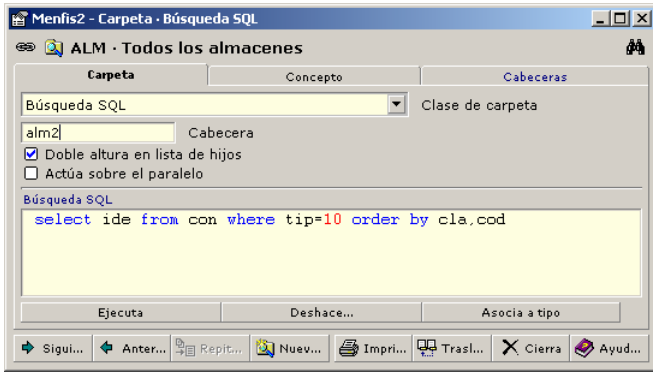 Menfis2 - Carpeta · Búsqueda SQL
ALM · Todos los almacenes
Carpeta Concepto Cabeceras
Búsqueda SQL Clase de carpeta
alm2 Cabecera
Doble altura en lista de hijos
Actúa sobre el paralelo
Búsqueda SQL
select ide from con where tip=10 order by cla,cod
Ejecuta Deshace... Asocia a tipo
Sigui... Anter... Repit... Nuev... Impri... Trasl... Cierra Ayud...